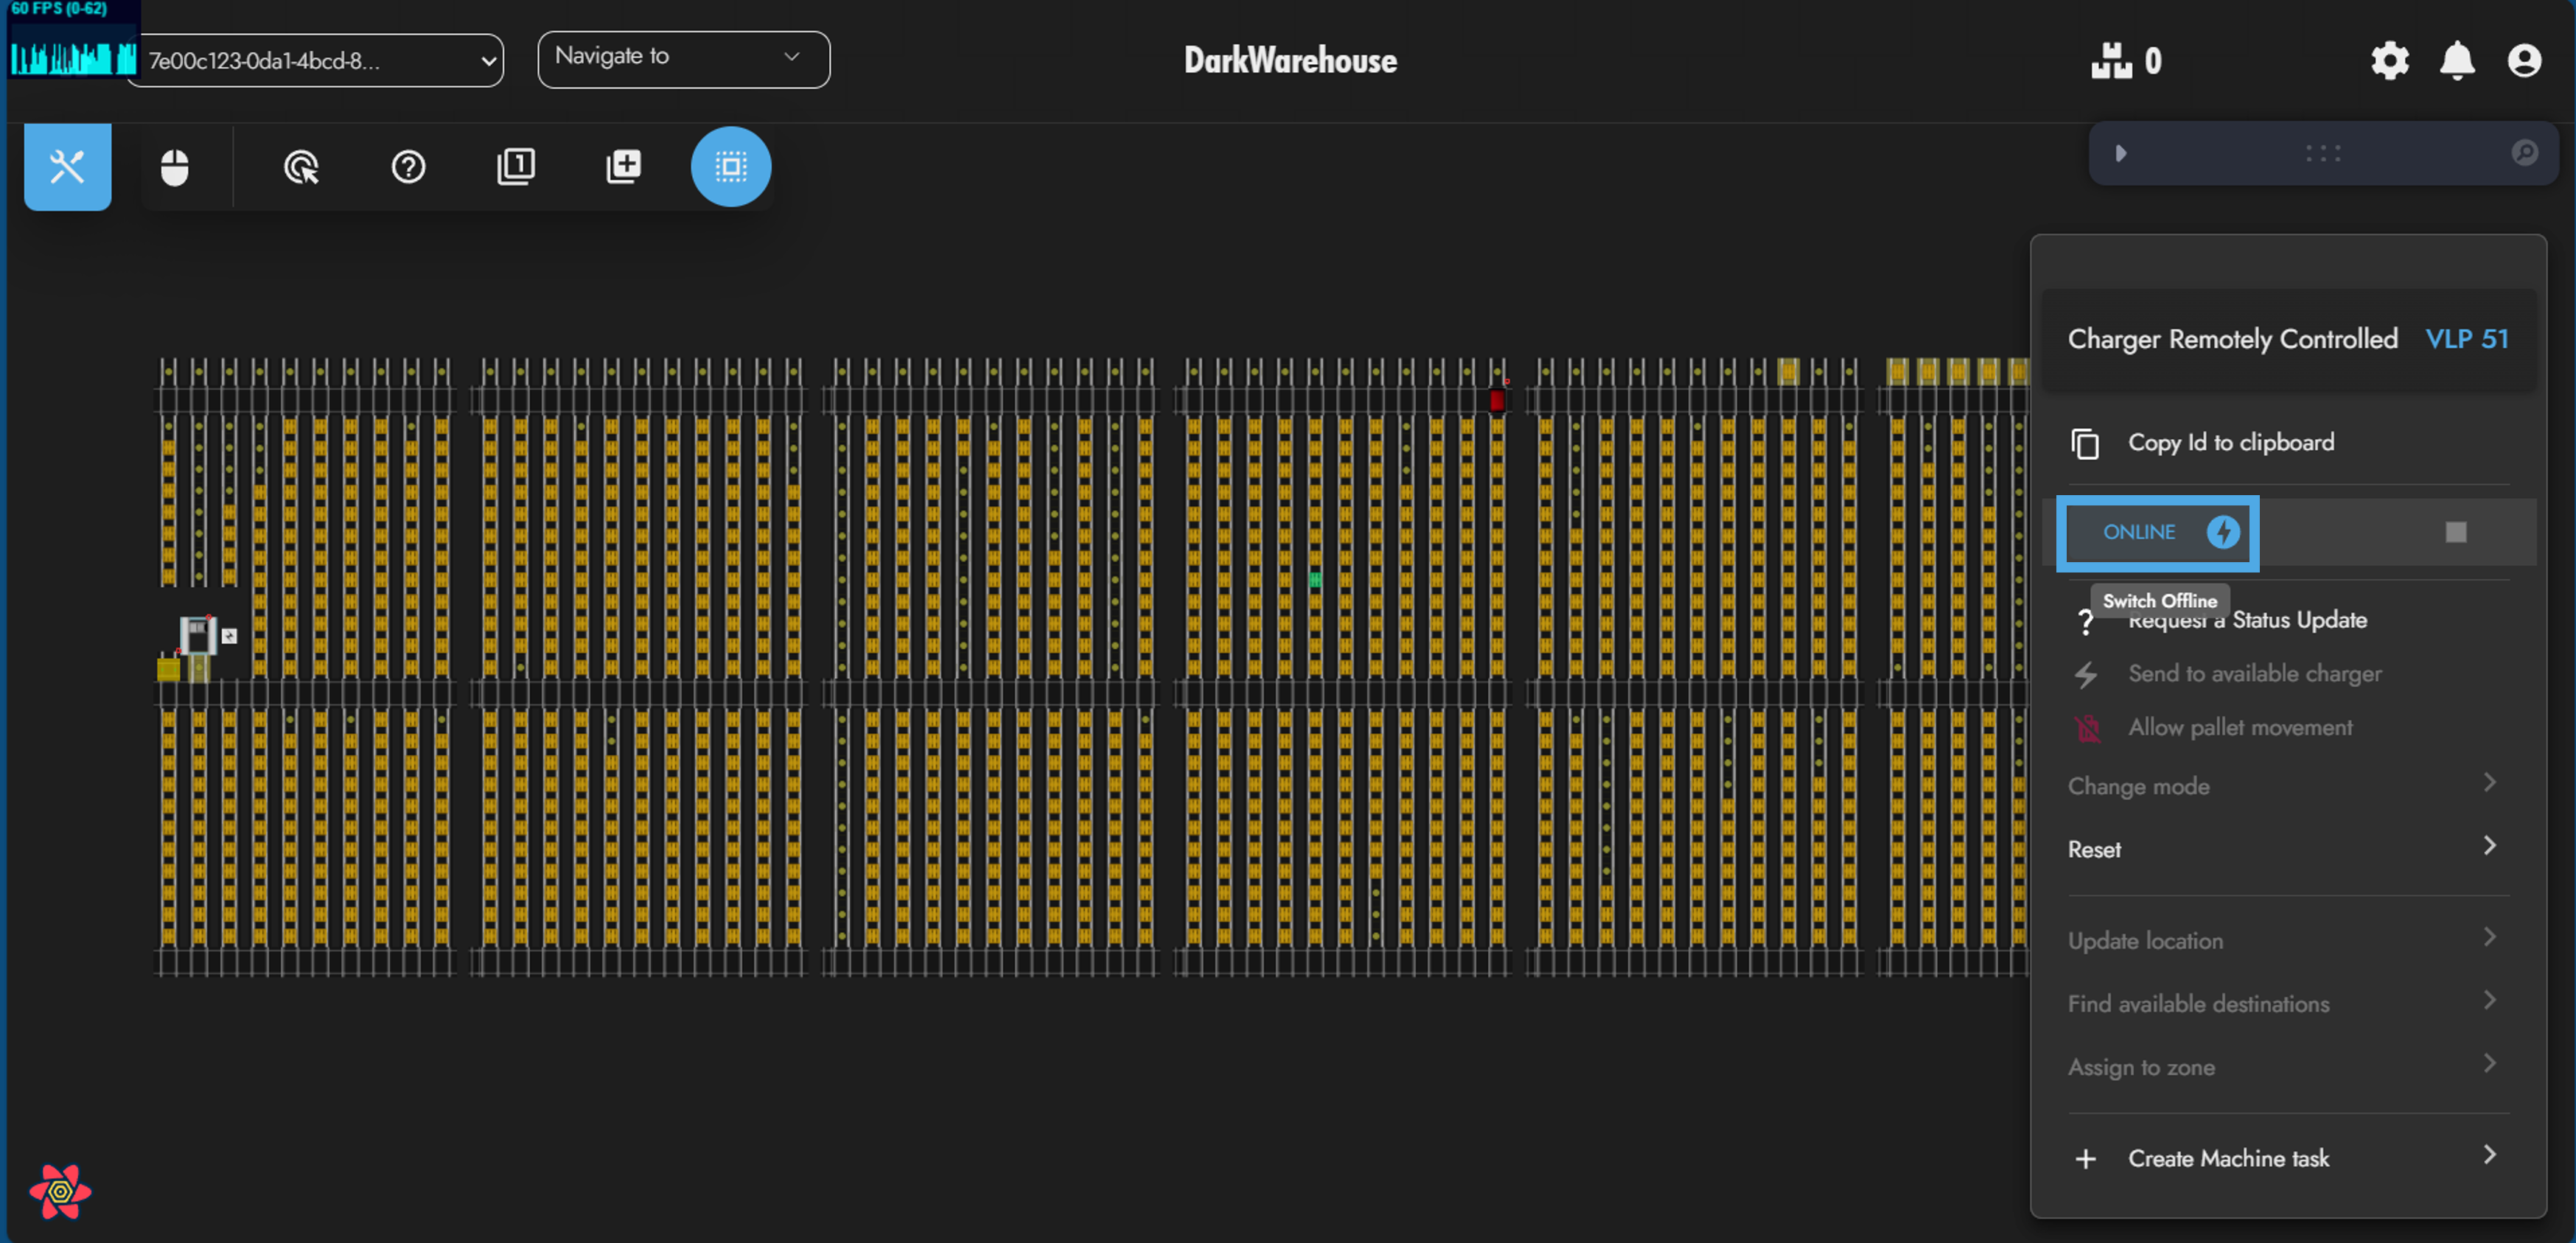 60 FPS (0-62)
7e00c123-0da1-4bcd-8...
Navigate to
DarkWarehouse
0
1
Charger Remotely Controlled VLP 51
Copy Id to clipboard
ONLINE
Switch Offline
Request a Status Update
Send to available charger
Allow pallet movement
Change mode
Reset
Update location
Find available destinations
Assign to zone
Create Machine task